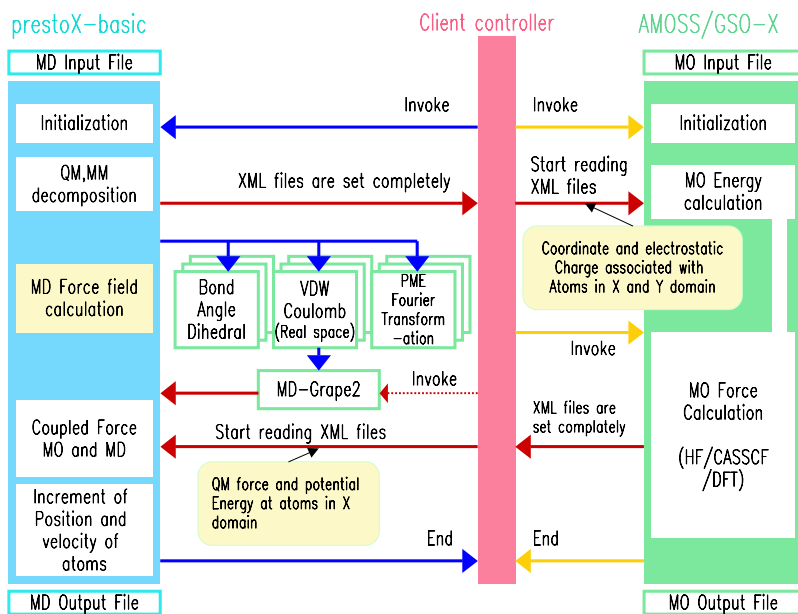 prestoX-basic
Client controller
AMOSS/GSO-X
MD Input File
MO Input File
Initialization
Invoke
Invoke
Initialization
QM,MM
decomposition
XML files are set completely
Start reading
XML files
MO Energy
calculation
Coordinate and electrostatic
Charge associated with
Atoms in X and Y domain
MD Force field
calculation
Bond
Angle
Dihedral
VDW
Coulomb
(Real space)
PME
Fourier
Transform
-ation
Invoke
MD-Grape2
Invoke
MO Force
Calculation
(HF/CASSCF
/DFT)
Coupled Force
MO and MD
Start reading XML files
XML files are
set complately
QM force and potential
Energy at atoms in X
domain
Increment of
Position and
velocity of
atoms
End
End
MD Output File
MO Output File